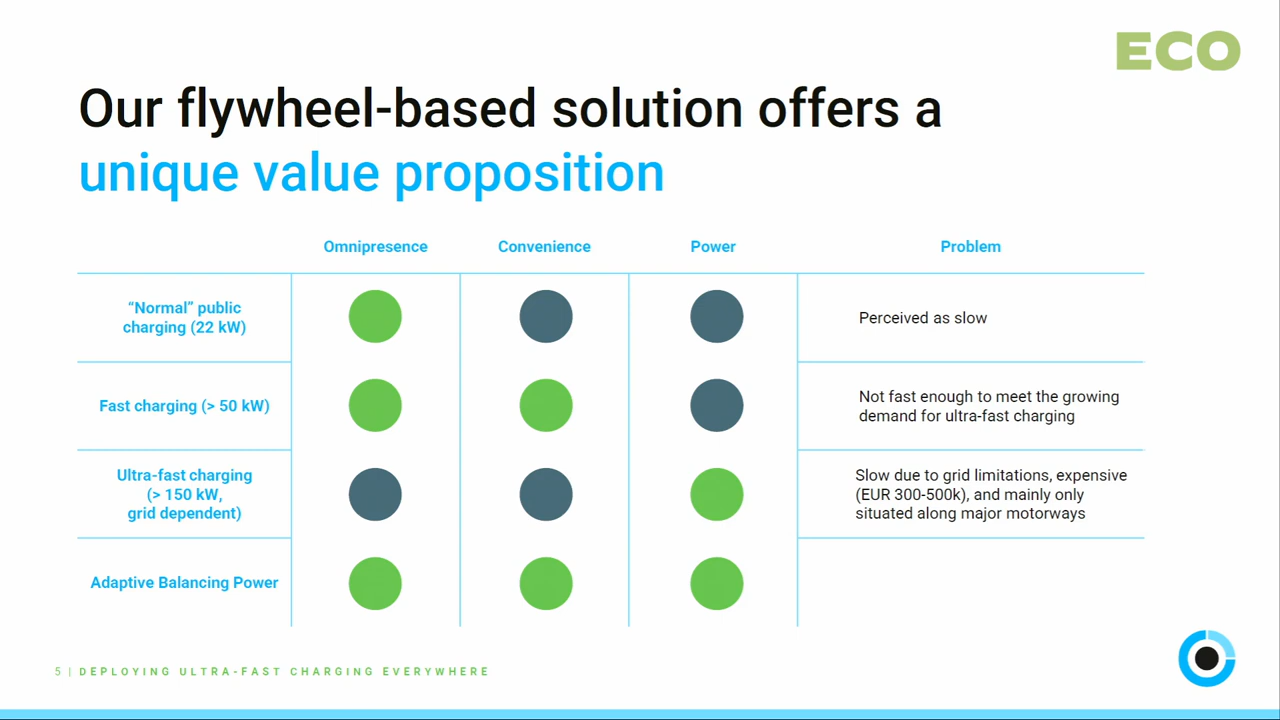 ECO
Our flywheel-based solution offers a
unique value proposition
Omnipresence Convenience Power Problem
“Normal” public
charging (22 kW)
Perceived as slow
Fast charging (> 50 kW)
Not fast enough to meet the growing
demand for ultra-fast charging
Ultra-fast charging
(> 150 kW,
grid dependent)
Slow due to grid limitations, expensive
(EUR 300-500k), and mainly only
situated along major motorways
Adaptive Balancing Power
5 | DEPLOYING ULTRA-FAST CHARGING EVERYWHERE